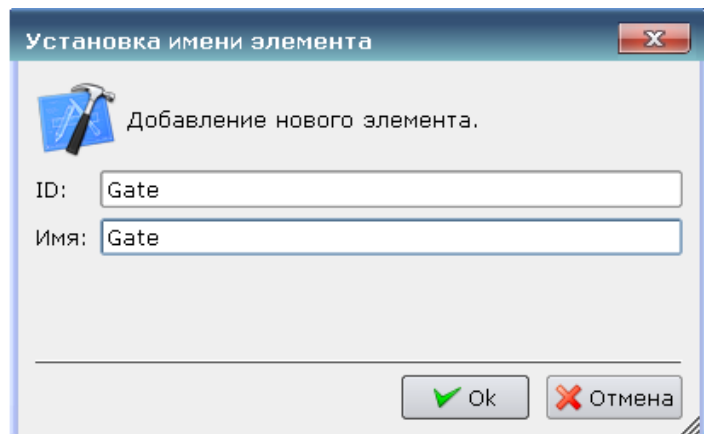 Установка имени элемента
Добавление нового элемента.
ID: Gate
Имя: Gate
Ok Отмена